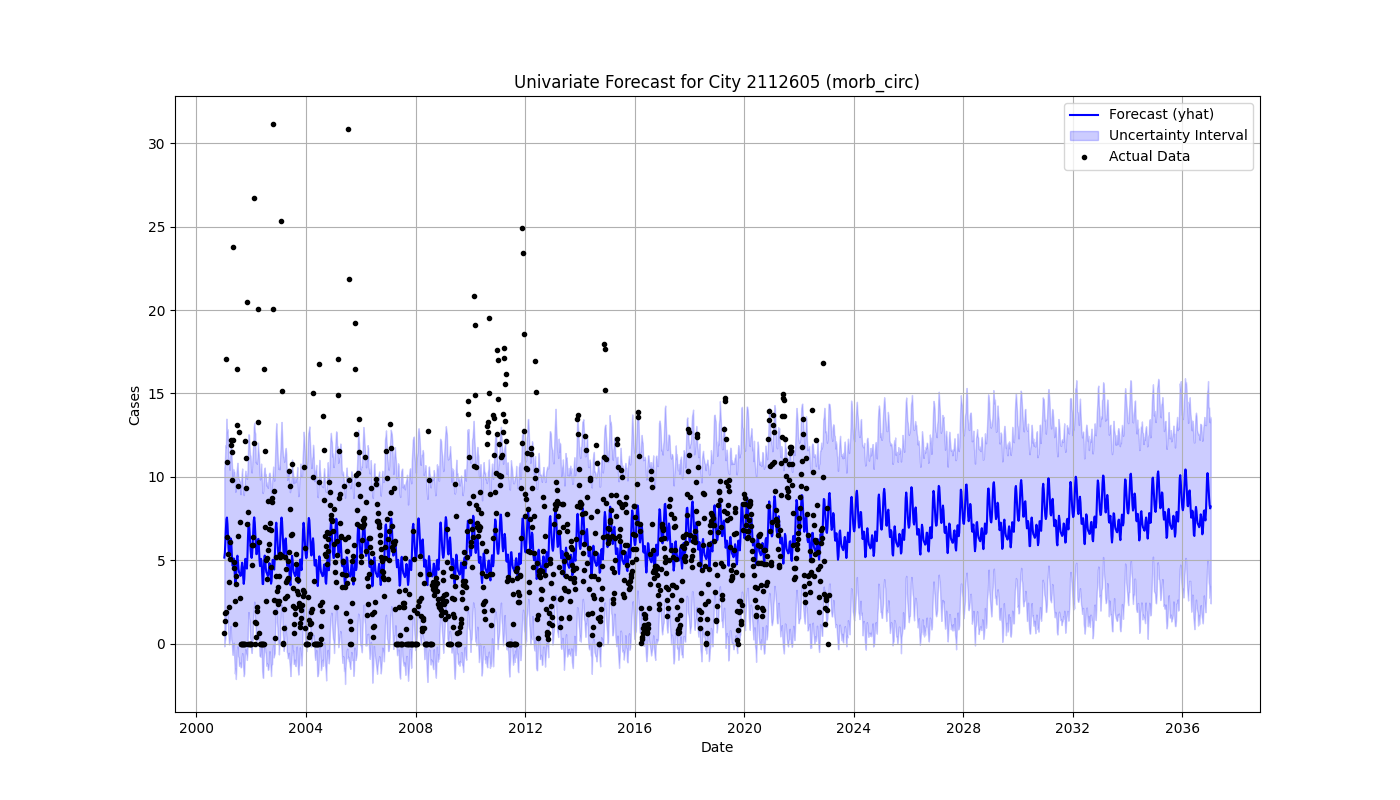 Univariate Forecast for City 2112605 (morb_circ)
Forecast (yhat)
Uncertainty Interval
Actual Data
Cases
30
25
20
15
10
5
0
2000 2004 2008 2012 2016 2020 2024 2028 2032 2036
Date